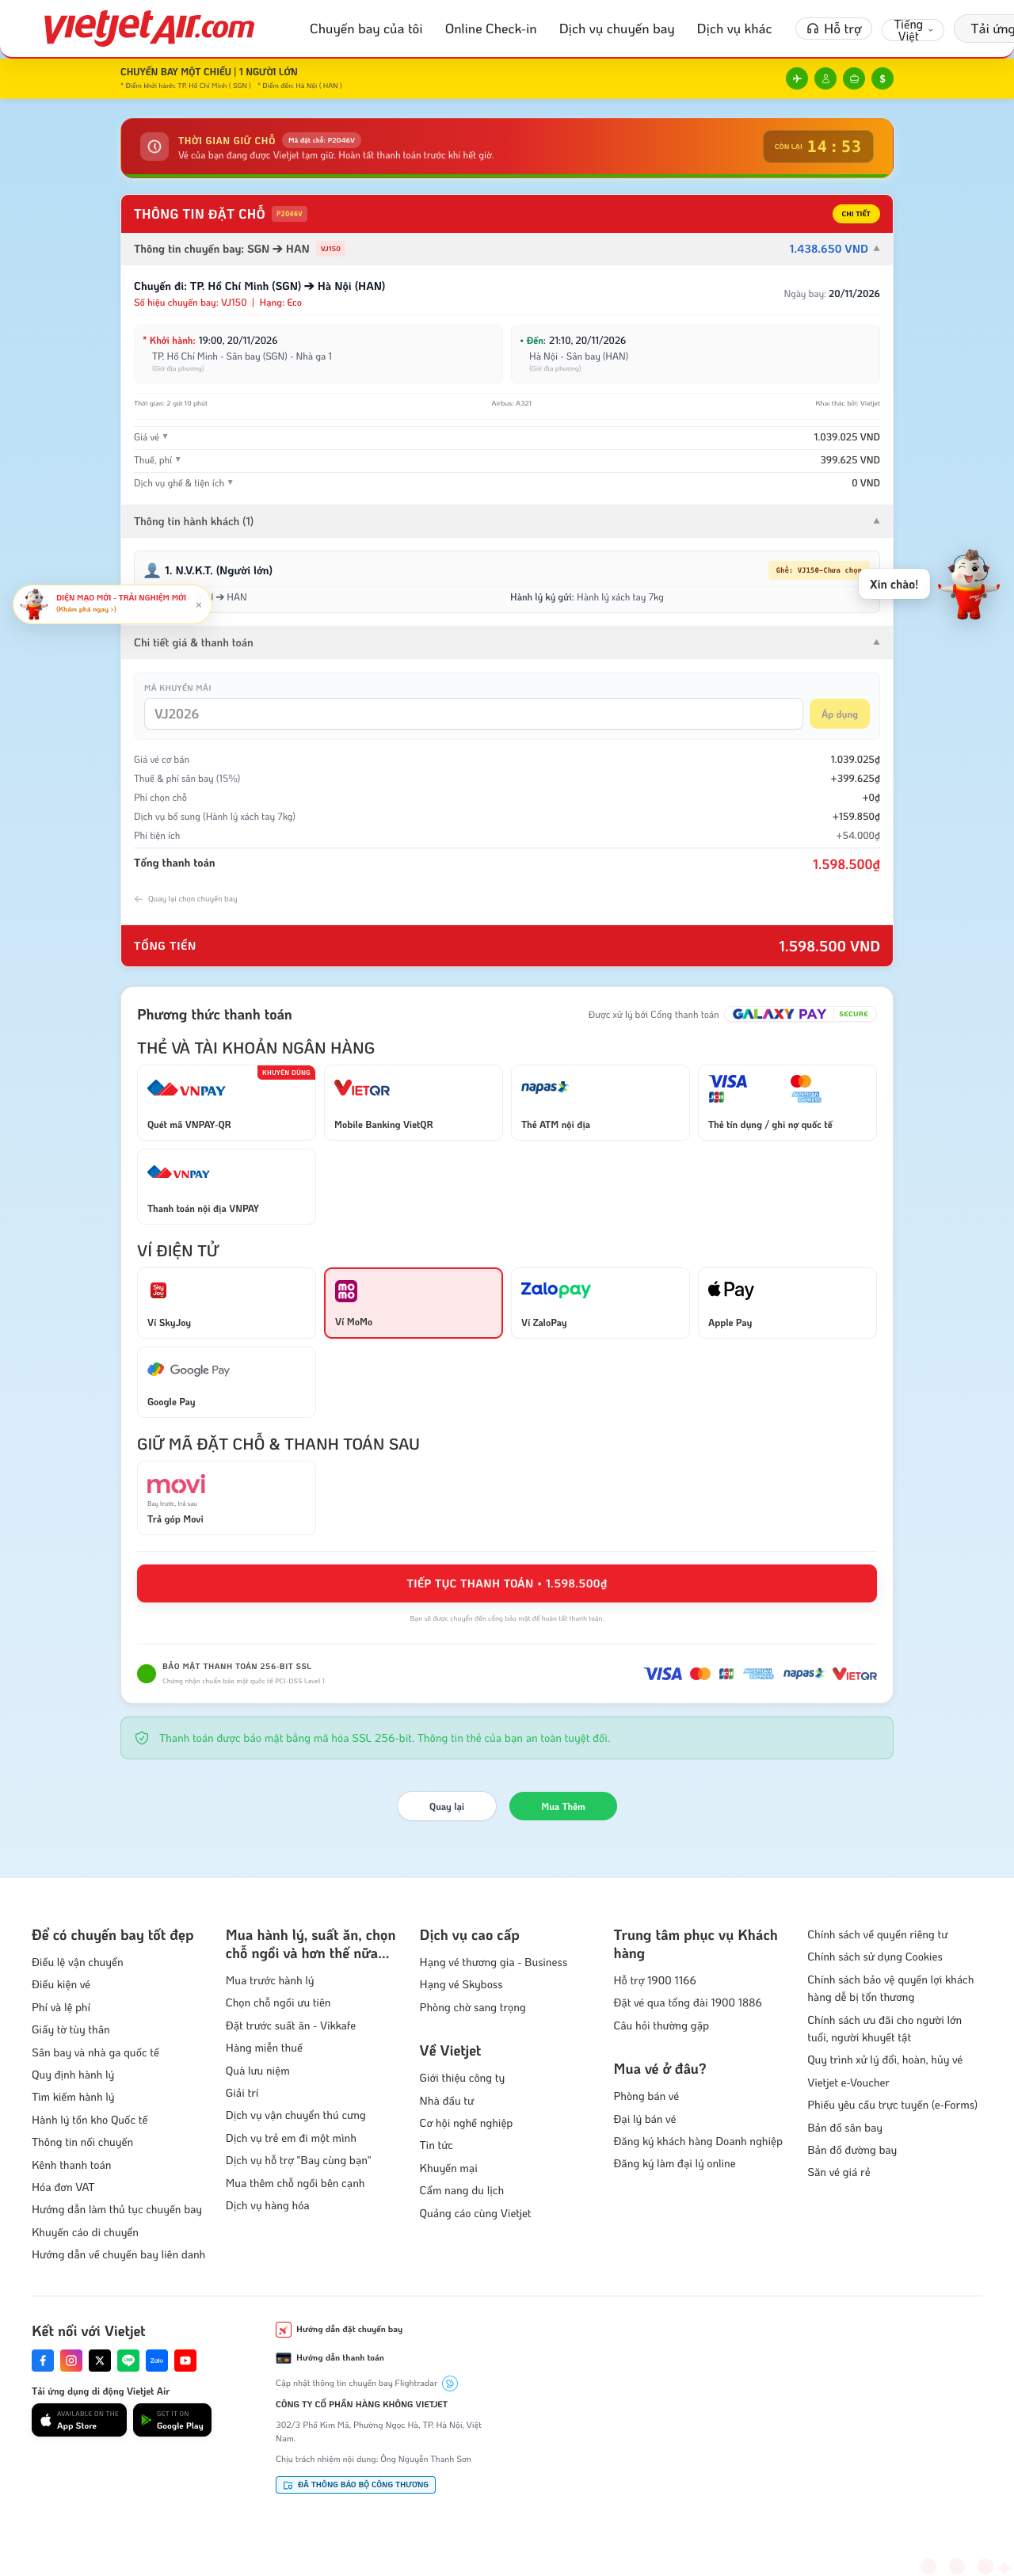 vietjetAir.com
Chuyến bay của tôi
Online Check-in
Dịch vụ chuyến bay
Dịch vụ khác
Hỗ trợ
Tiếng Việt
Tải ứng
CHUYẾN BAY MỘT CHIỀU | 1 NGƯỜI LỚN
* Điểm khởi hành: TP. Hồ Chí Minh ( SGN ) * Điểm đến: Hà Nội ( HAN )
THỜI GIAN GIỮ CHỖ
Mã đặt chỗ: P2046V
Vé của bạn đang được Vietjet tạm giữ. Hoàn tất thanh toán trước khi hết giờ.
CÒN LẠI 14 : 53
THÔNG TIN ĐẶT CHỖ P2046V
CHI TIẾT
Thông tin chuyến bay: SGN ➔ HAN VJ150
1.438.650 VND ▲
Chuyến đi: TP. Hồ Chí Minh (SGN) ➔ Hà Nội (HAN)
Số hiệu chuyến bay: VJ150 | Hạng: Eco
Ngày bay: 20/11/2026
* Khởi hành: 19:00, 20/11/2026
TP. Hồ Chí Minh - Sân bay (SGN) - Nhà ga 1
(Giờ địa phương)
• Đến: 21:10, 20/11/2026
Hà Nội - Sân bay (HAN)
(Giờ địa phương)
Thời gian: 2 giờ 10 phút
Airbus: A321
Khai thác bởi: Vietjet
Giá vé ▼ 1.039.025 VND
Thuế, phí ▼ 399.625 VND
Dịch vụ ghế & tiện ích ▼ 0 VND
Thông tin hành khách (1) ▲
1. N.V.K.T. (Người lớn)
Ghế: VJ150-Chưa chọn
➔ HAN
Hành lý ký gửi: Hành lý xách tay 7kg
Xin chào!
DIỆN MẠO MỚI - TRẢI NGHIỆM MỚI
(Khám phá ngay >)
×
Chi tiết giá & thanh toán ▲
MÃ KHUYẾN MÃI
VJ2026
Áp dụng
Giá vé cơ bản 1.039.025₫
Thuế & phí sân bay (15%) +399.625₫
Phí chọn chỗ +0₫
Dịch vụ bổ sung (Hành lý xách tay 7kg) +159.850₫
Phí tiện ích +54.000₫
Tổng thanh toán 1.598.500₫
Quay lại chọn chuyến bay
TỔNG TIỀN 1.598.500 VND
Phương thức thanh toán
Được xử lý bởi Cổng thanh toán
GALAXY PAY
SECURE
THẺ VÀ TÀI KHOẢN NGÂN HÀNG
KHUYÊN DÙNG
VNPAY
Quét mã VNPAY-QR
VIETQR
Mobile Banking VietQR
napas
Thẻ ATM nội địa
VISA
JCB
AMERICAN EXPRESS
Thẻ tín dụng / ghi nợ quốc tế
VNPAY
Thanh toán nội địa VNPAY
VÍ ĐIỆN TỬ
Sky Joy
Ví SkyJoy
mo mo
Ví MoMo
Zalopay
Ví ZaloPay
Pay
Apple Pay
Google Pay
Google Pay
GIỮ MÃ ĐẶT CHỖ & THANH TOÁN SAU
movi
Bay trước, trả sau
Trả góp Movi
TIẾP TỤC THANH TOÁN • 1.598.500₫
Bạn sẽ được chuyển đến cổng bảo mật để hoàn tất thanh toán.
BẢO MẬT THANH TOÁN 256-BIT SSL
Chứng nhận chuẩn bảo mật quốc tế PCI-DSS Level 1
VISA
JCB
AMERICAN EXPRESS
napas
VIETQR
Thanh toán được bảo mật bằng mã hóa SSL 256-bit. Thông tin thẻ của bạn an toàn tuyệt đối.
Quay lại
Mua Thêm
Để có chuyến bay tốt đẹp
Điều lệ vận chuyển
Điều kiện vé
Phí và lệ phí
Giấy tờ tùy thân
Sân bay và nhà ga quốc tế
Quy định hành lý
Tìm kiếm hành lý
Hành lý tồn kho Quốc tế
Thông tin nối chuyến
Kênh thanh toán
Hóa đơn VAT
Hướng dẫn làm thủ tục chuyến bay
Khuyến cáo di chuyển
Hướng dẫn về chuyến bay liên danh
Mua hành lý, suất ăn, chọn
chỗ ngồi và hơn thế nữa...
Mua trước hành lý
Chọn chỗ ngồi ưu tiên
Đặt trước suất ăn - Vikkafe
Hàng miễn thuế
Quà lưu niệm
Giải trí
Dịch vụ vận chuyển thú cưng
Dịch vụ trẻ em đi một mình
Dịch vụ hỗ trợ "Bay cùng bạn"
Mua thêm chỗ ngồi bên cạnh
Dịch vụ hàng hóa
Dịch vụ cao cấp
Hạng vé thương gia - Business
Hạng vé Skyboss
Phòng chờ sang trọng
Về Vietjet
Giới thiệu công ty
Nhà đầu tư
Cơ hội nghề nghiệp
Tin tức
Khuyến mại
Cẩm nang du lịch
Quảng cáo cùng Vietjet
Trung tâm phục vụ Khách
hàng
Hỗ trợ 1900 1166
Đặt vé qua tổng đài 1900 1886
Câu hỏi thường gặp
Mua vé ở đâu?
Phòng bán vé
Đại lý bán vé
Đăng ký khách hàng Doanh nghiệp
Đăng ký làm đại lý online
Chính sách về quyền riêng tư
Chính sách sử dụng Cookies
Chính sách bảo vệ quyền lợi khách
hàng dễ bị tổn thương
Chính sách ưu đãi cho người lớn
tuổi, người khuyết tật
Quy trình xử lý đổi, hoàn, hủy vé
Vietjet e-Voucher
Phiếu yêu cầu trực tuyến (e-Forms)
Bản đồ sân bay
Bản đồ đường bay
Săn vé giá rẻ
Kết nối với Vietjet
Zalo
Tải ứng dụng di động Vietjet Air
AVAILABLE ON THE
App Store
GET IT ON
Google Play
Hướng dẫn đặt chuyến bay
Hướng dẫn thanh toán
Cập nhật thông tin chuyến bay Flightradar
CÔNG TY CỔ PHẦN HÀNG KHÔNG VIETJET
302/3 Phố Kim Mã, Phường Ngọc Hà, TP. Hà Nội, Việt
Nam.
Chịu trách nhiệm nội dung: Ông Nguyễn Thanh Sơn
ĐÃ THÔNG BÁO BỘ CÔNG THƯƠNG